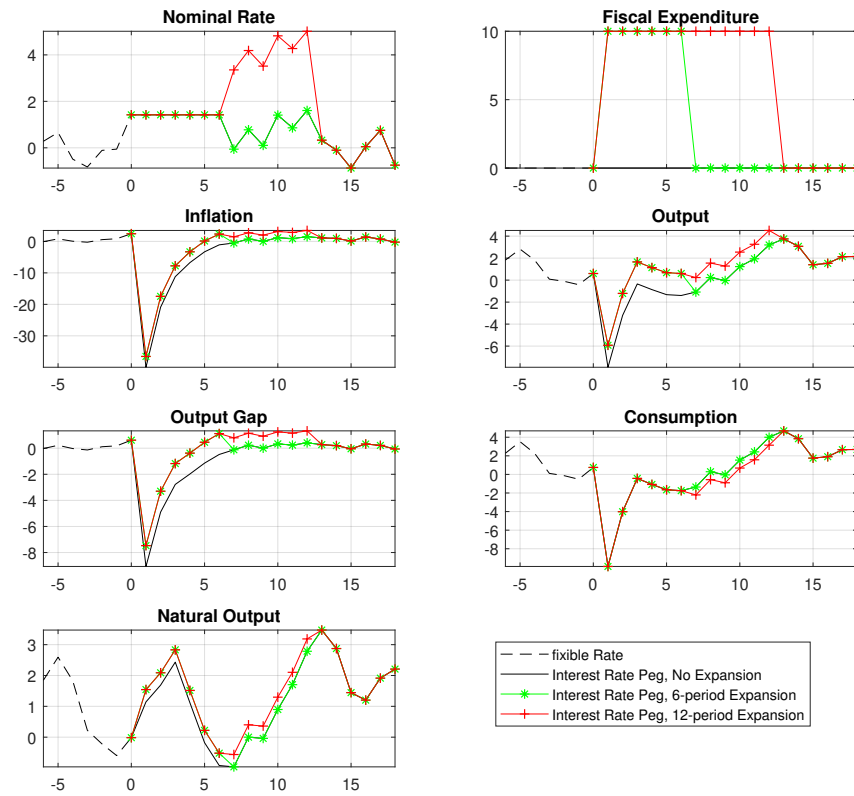 Nominal Rate
4
2
0
-5 0 5 10 15
Fiscal Expenditure
10
5
0
-5 0 5 10 15
Inflation
0
-10
-20
-30
-5 0 5 10 15
Output
4
2
0
-2
-4
-6
-5 0 5 10 15
Output Gap
0
-2
-4
-6
-8
-5 0 5 10 15
Consumption
4
2
0
-2
-4
-6
-8
-5 0 5 10 15
Natural Output
3
2
1
0
-5 0 5 10 15
fixible Rate
Interest Rate Peg, No Expansion
Interest Rate Peg, 6-period Expansion
Interest Rate Peg, 12-period Expansion